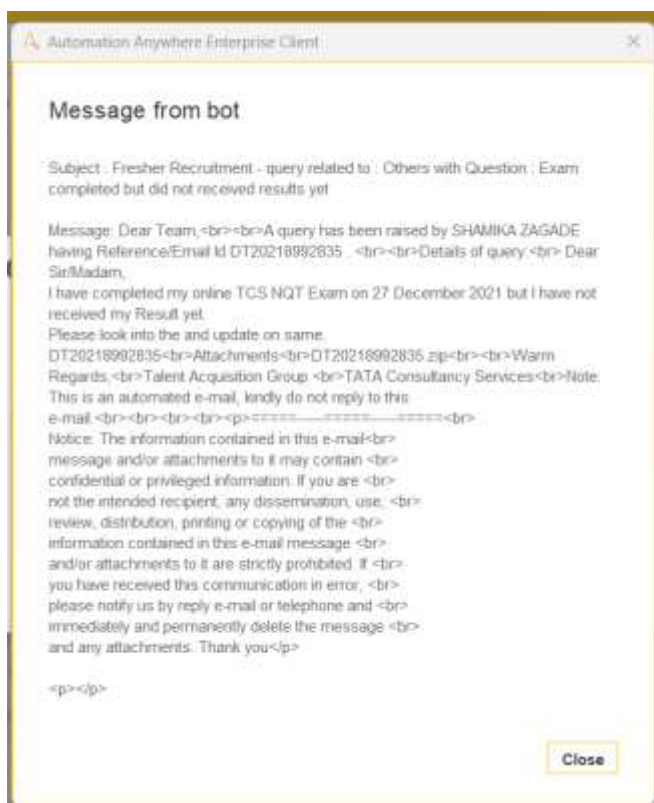 Automation Anywhere Enterprise Client
Message from bot
Subject : Fresher Recruitment - query related to : Others with Question : Exam
completed but did not received results yet
Message: Dear Team,<br><br>A query has been raised by SHAMIKA ZAGADE
having Reference/Email Id DT20218992835 . <br><br>Details of query:<br> Dear
Sir/Madam,
I have completed my online TCS NQT Exam on 27 December 2021 but I have not
received my Result yet.
Please look into the and update on same.
DT20218992835<br>Attachments<br>DT20218992835.zip<br><br>Warm
Regards,<br>Talent Acquisition Group <br>TATA Consultancy Services<br>Note:
This is an automated e-mail, kindly do not reply to this
e-mail.<br><br><br><br><p>=====-----=====-----=====<br>
Notice: The information contained in this e-mail<br>
message and/or attachments to it may contain <br>
confidential or privileged information. If you are <br>
not the intended recipient, any dissemination, use, <br>
review, distribution, printing or copying of the <br>
information contained in this e-mail message <br>
and/or attachments to it are strictly prohibited. If <br>
you have received this communication in error, <br>
please notify us by reply e-mail or telephone and <br>
immediately and permanently delete the message <br>
and any attachments. Thank you</p>
<p></p>
Close